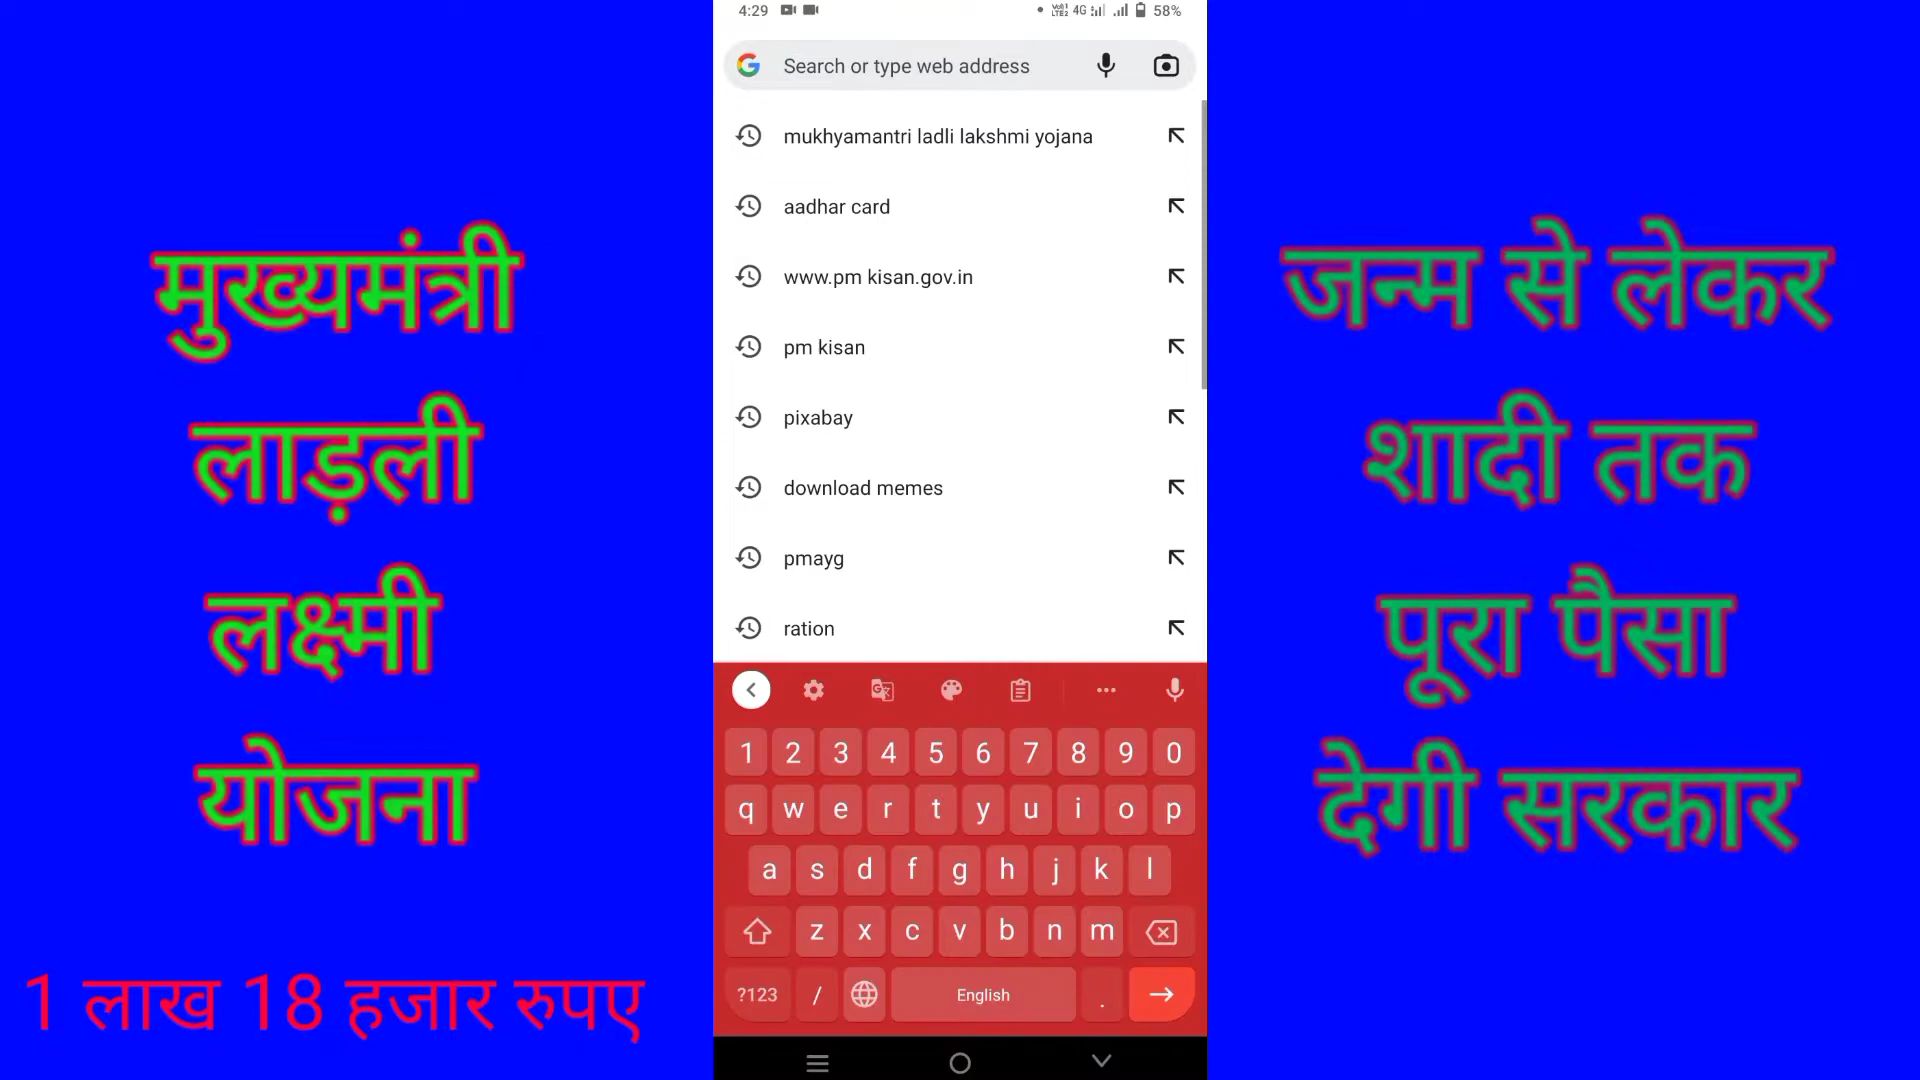 मुख्यमंत्री
लाड़ली
लक्ष्मी
योजना
1 लाख 18 हजार रुपए
4:29
VoLTE2 4G 58%
Search or type web address
mukhyamantri ladli lakshmi yojana
aadhar card
www.pm kisan.gov.in
pm kisan
pixabay
download memes
pmayg
ration
1 2 3 4 5 6 7 8 9 0
q w e r t y u i o p
a s d f g h j k l
z x c v b n m
?123 / English .
जन्म से लेकर
शादी तक
पूरा पैसा
देगी सरकार